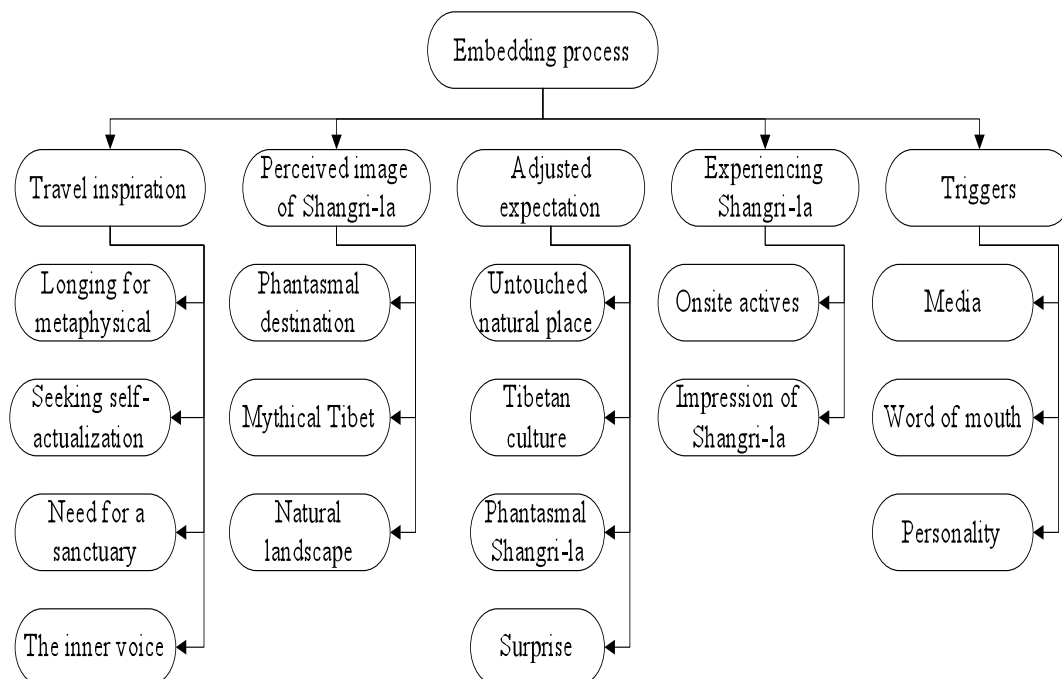 Embedding process
Travel inspiration
Perceived image
of Shangri-la
Adjusted
expectation
Experiencing
Shangri-la
Triggers
Longing for
metaphysical
Seeking self-
actualization
Need for a
sanctuary
The inner voice
Phantasmal
destination
Mythical Tibet
Natural
landscape
Untouched
natural place
Tibetan
culture
Phantasmal
Shangri-la
Surprise
Onsite actives
Impression of
Shangri-la
Media
Word of mouth
Personality